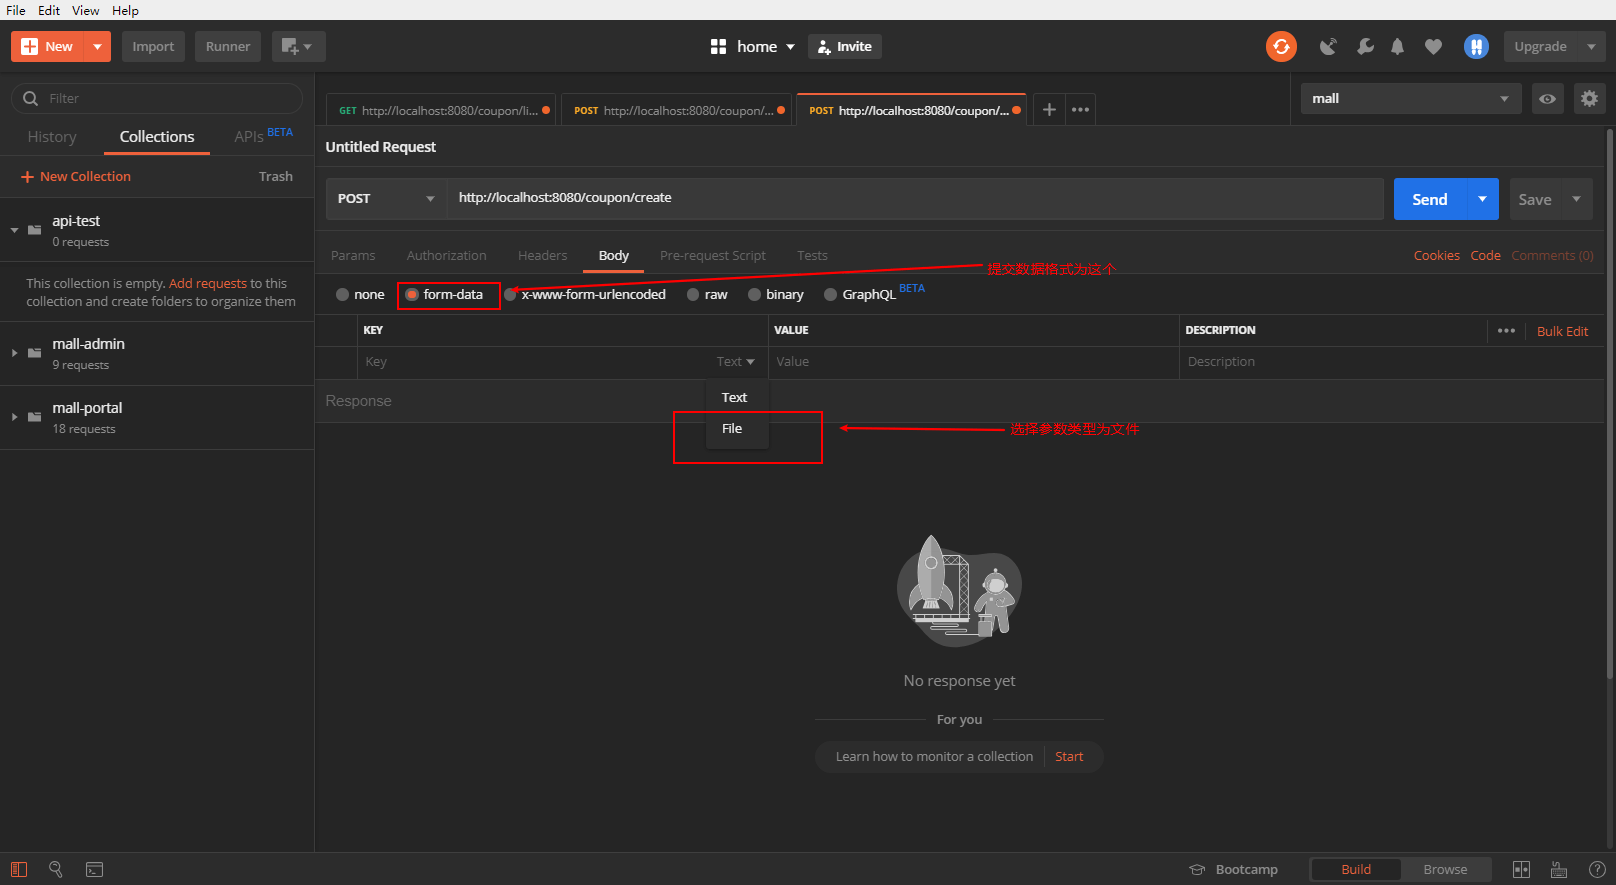 File Edit View Help
New Import Runner home Invite Upgrade
Filter
History Collections APIs BETA
New Collection Trash
api-test
0 requests
This collection is empty. Add requests to this
collection and create folders to organize them
mall-admin
9 requests
mall-portal
18 requests
GET http://localhost:8080/coupon/li... POST http://localhost:8080/coupon/... POST http://localhost:8080/coupon/... mall
Untitled Request
POST http://localhost:8080/coupon/create Send Save
Params Authorization Headers Body Pre-request Script Tests Cookies Code Comments (0)
提交数据格式为这个
none form-data x-www-form-urlencoded raw binary GraphQL BETA
KEY VALUE DESCRIPTION Bulk Edit
Key Text Value Description
Text
Response
File
选择参数类型为文件
No response yet
For you
Learn how to monitor a collection Start
Bootcamp Build Browse